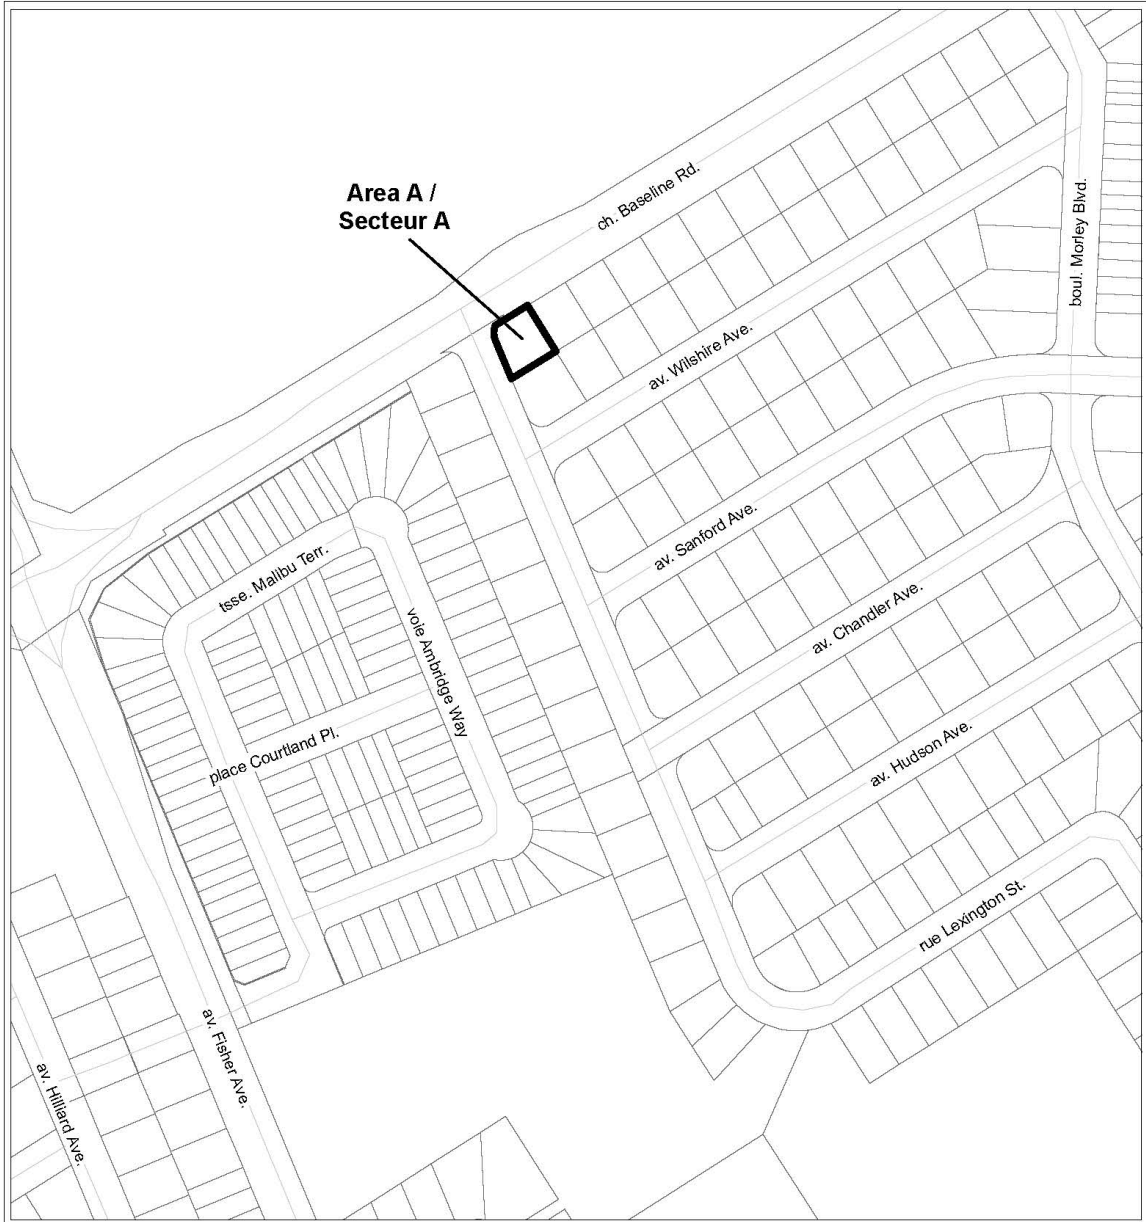 Area A /
Secteur A
ch. Baseline Rd.
boul. Morley Blvd.
av. Wilshire Ave.
av. Sanford Ave.
tsse. Malibu Terr.
av. Chandler Ave.
voie Ambridge Way
place Courtland Pl.
av. Hudson Ave.
rue Lexington St.
av. Fisher Ave.
av. Hilliard Ave.